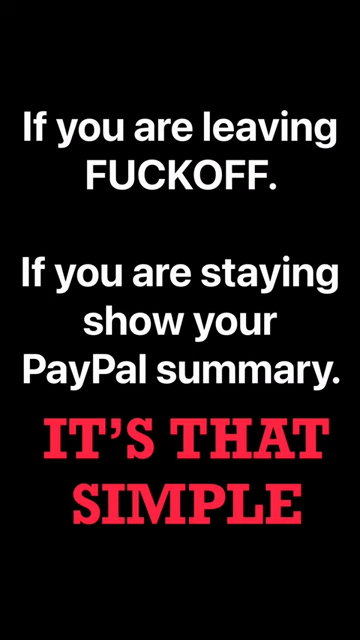 If you are leaving
FUCKOFF.
If you are staying
show your
PayPal summary.
IT'S THAT
SIMPLE